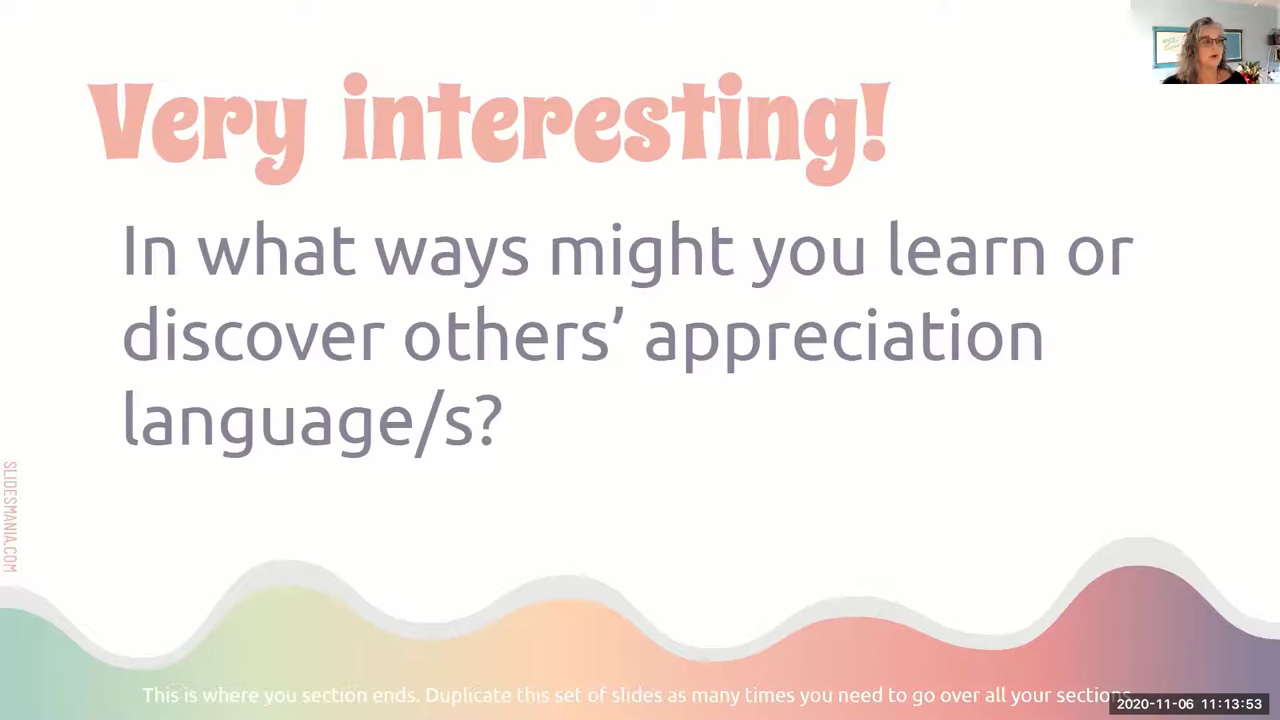 Very interesting!
In what ways might you learn or
discover others’ appreciation
language/s?
SLIDESMANIA.COM
This is where you section ends. Duplicate this set of slides as many times you need to go over all your sections.
2020-11-06 11:13:53